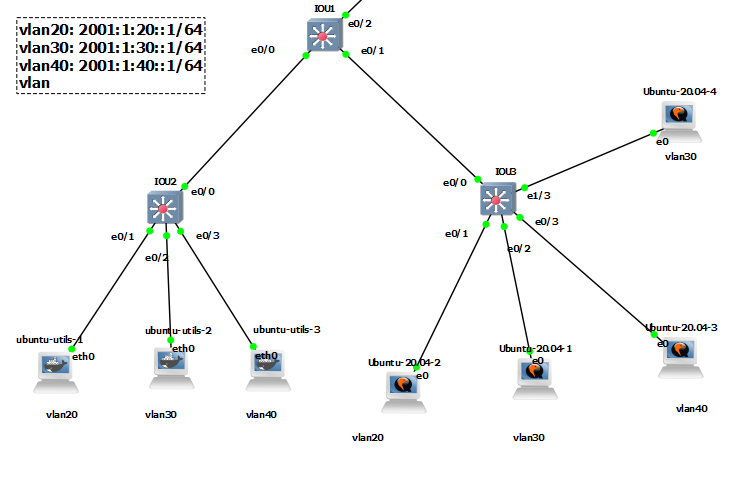 IOU1
e0/2
vlan20: 2001:1:20::1/64
vlan30: 2001:1:30::1/64
vlan40: 2001:1:40::1/64
vlan
e0/0
e0/1
Ubuntu-20.04-4
e0
vlan30
IOU2
e0/0
IOU3
e0/0
e1/3
e0/1
e0/2
e0/3
e0/1
e0/2
e0/3
ubuntu-utils-1
eth0
vlan20
ubuntu-utils-2
eth0
vlan30
ubuntu-utils-3
eth0
vlan40
Ubuntu-20.04-2
e0
vlan20
Ubuntu-20.04-1
e0
vlan30
Ubuntu-20.04-3
e0
vlan40